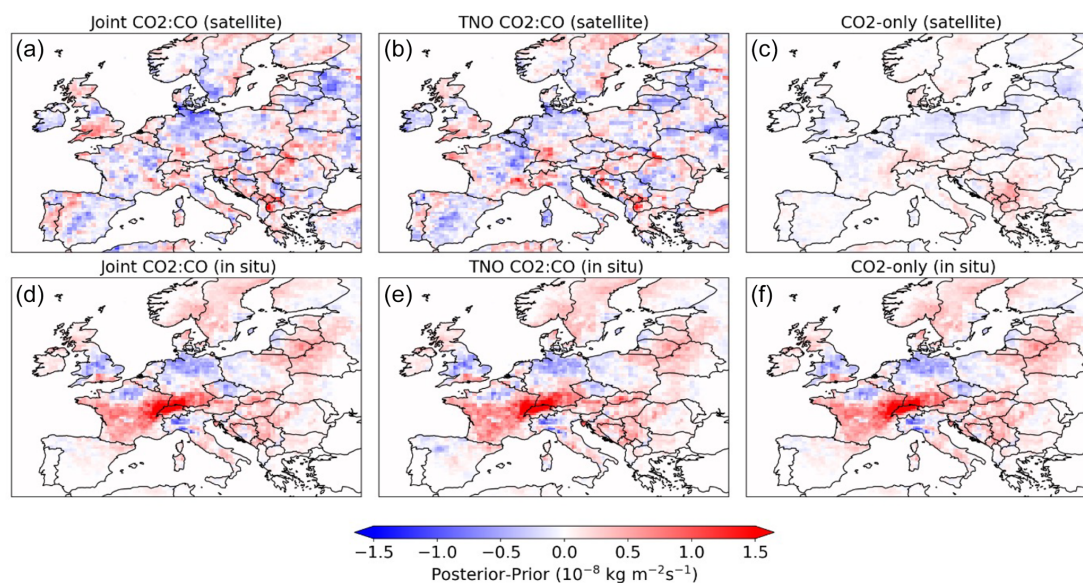 Joint CO2:CO (satellite) TNO CO2:CO (satellite) CO2-only (satellite)
(a) (b) (c)
Joint CO2:CO (in situ) TNO CO2:CO (in situ) CO2-only (in situ)
(d) (e) (f)
−1.5 −1.0 −0.5 0.0 0.5 1.0 1.5
Posterior-Prior (10⁻⁸ kg m⁻²s⁻¹)